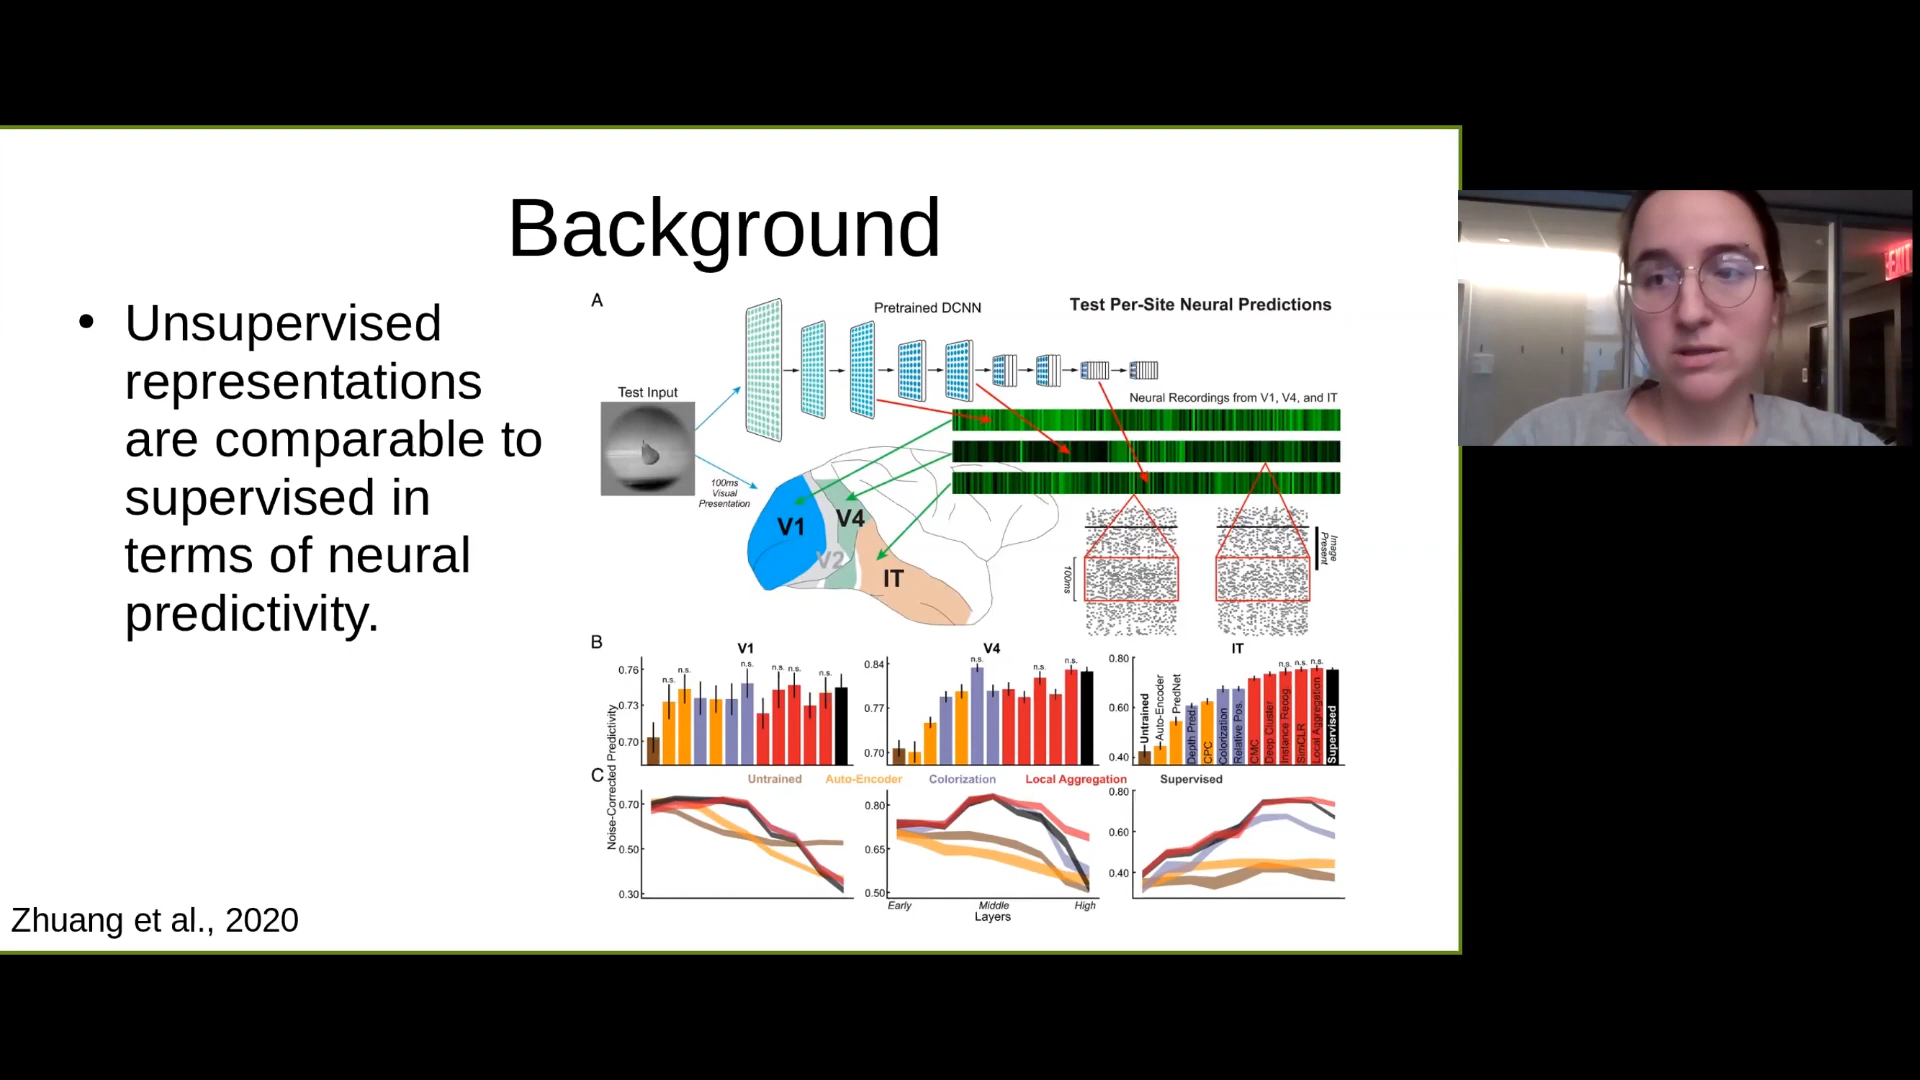 Background
• Unsupervised
representations
are comparable to
supervised in
terms of neural
predictivity.
Zhuang et al., 2020
A
Pretrained DCNN
Test Per-Site Neural Predictions
Test Input
Neural Recordings from V1, V4, and IT
100ms
Visual
Presentation
V1
V4
V2
IT
100ms
Image
Present
B
Noise-Corrected Predictivity
V1
0.76
0.73
0.70
n.s. n.s. n.s. n.s. n.s. n.s.
V4
0.84
0.77
0.70
n.s. n.s. n.s.
IT
0.80
0.60
0.40
n.s. n.s. n.s.
Untrained
Auto-Encoder
PredNet
Depth Pred.
CPC
Colorization
Relative Pos.
CMC
Deep Cluster
Instance Recog
SimCLR
Local Aggregation
Supervised
C
Untrained Auto-Encoder Colorization Local Aggregation Supervised
0.70
0.50
0.30
0.80
0.65
0.50
Early Middle High
Layers
0.80
0.60
0.40
EXIT